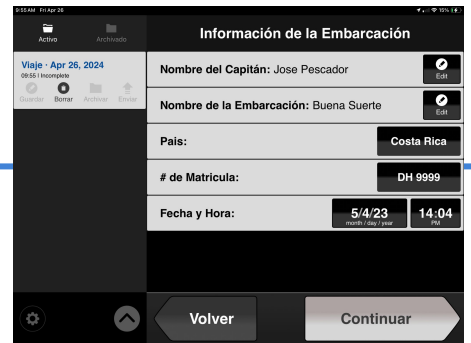 9:55 AM Fri Apr 26
15%
Activo
Archivado
Información de la Embarcación
Viaje · Apr 26, 2024
09:55 | Incomplete
Guardar Borrar Archivar Enviar
Nombre del Capitán: Jose Pescador
Edit
Nombre de la Embarcación: Buena Suerte
Edit
Pais: Costa Rica
# de Matricula: DH 9999
Fecha y Hora: 5/4/23 14:04
month / day / year PM
Volver
Continuar